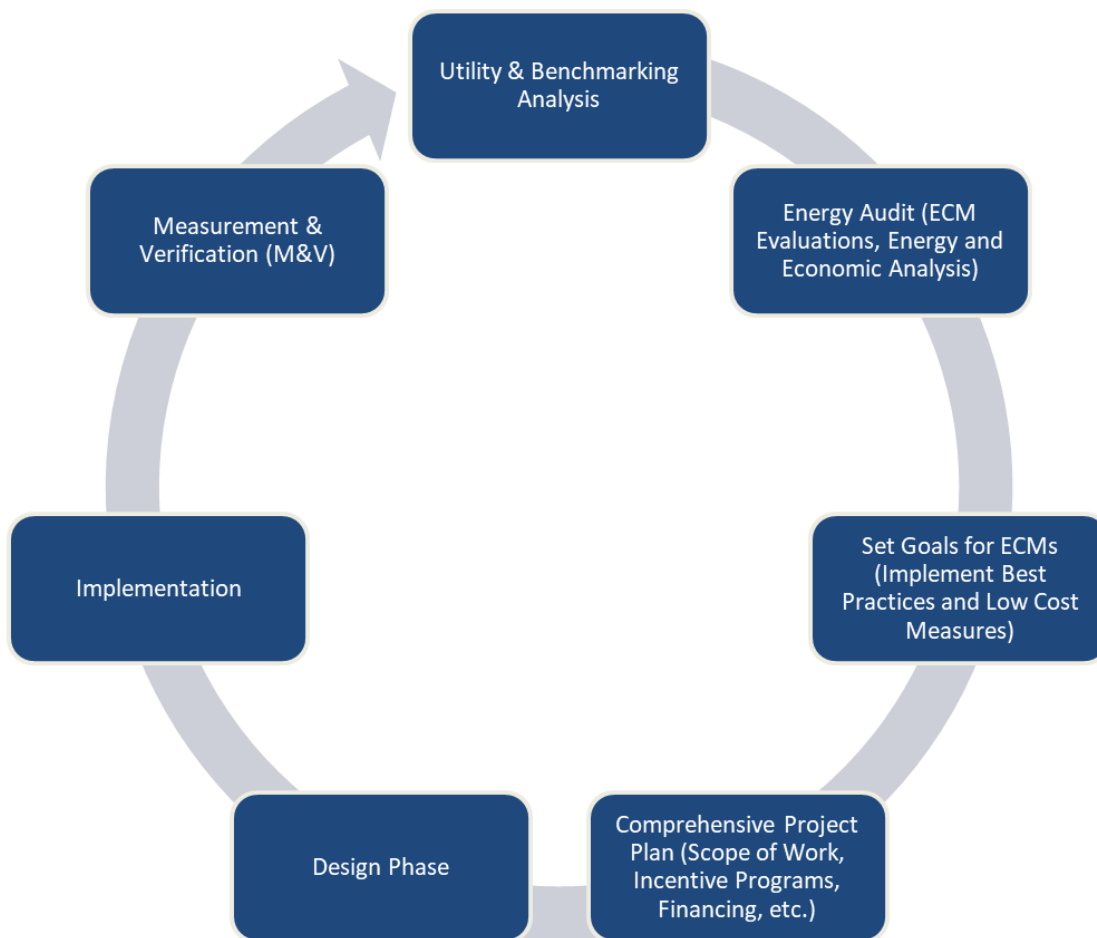 Utility & Benchmarking
Analysis
Energy Audit (ECM
Evaluations, Energy and
Economic Analysis)
Set Goals for ECMs
(Implement Best
Practices and Low Cost
Measures)
Comprehensive Project
Plan (Scope of Work,
Incentive Programs,
Financing, etc.)
Design Phase
Implementation
Measurement &
Verification (M&V)